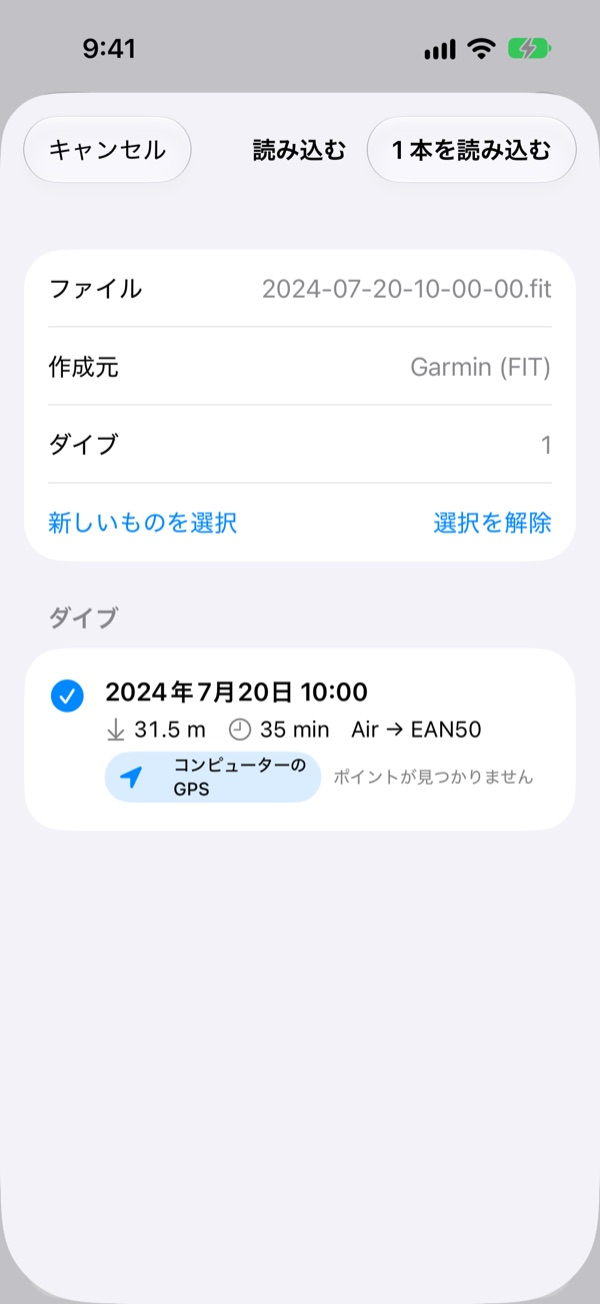 9:41
キャンセル 読み込む 1本を読み込む
ファイル 2024-07-20-10-00-00.fit
作成元 Garmin (FIT)
ダイブ 1
新しいものを選択 選択を解除
ダイブ
2024年7月20日 10:00
31.5 m 35 min Air → EAN50
コンピューターの
GPS
ポイントが見つかりません